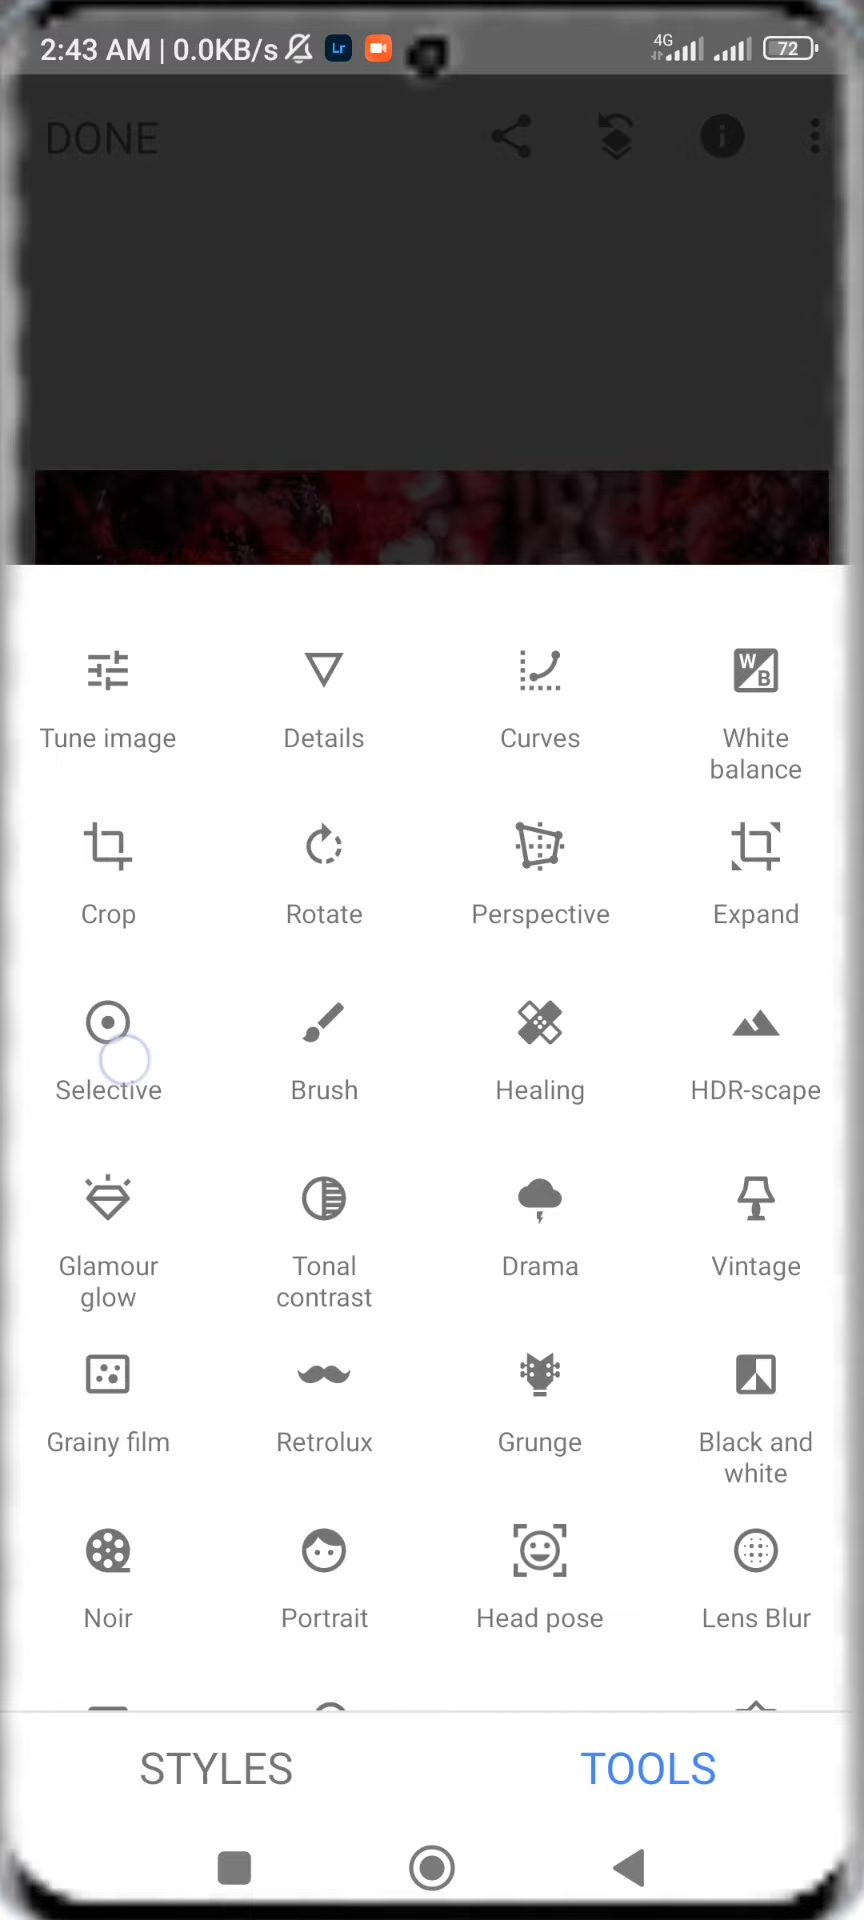 2:43 AM | 0.0KB/s Lr 4G 72
DONE
Tune image Details Curves White balance
Crop Rotate Perspective Expand
Selective Brush Healing HDR-scape
Glamour glow Tonal contrast Drama Vintage
Grainy film Retrolux Grunge Black and white
Noir Portrait Head pose Lens Blur
STYLES TOOLS